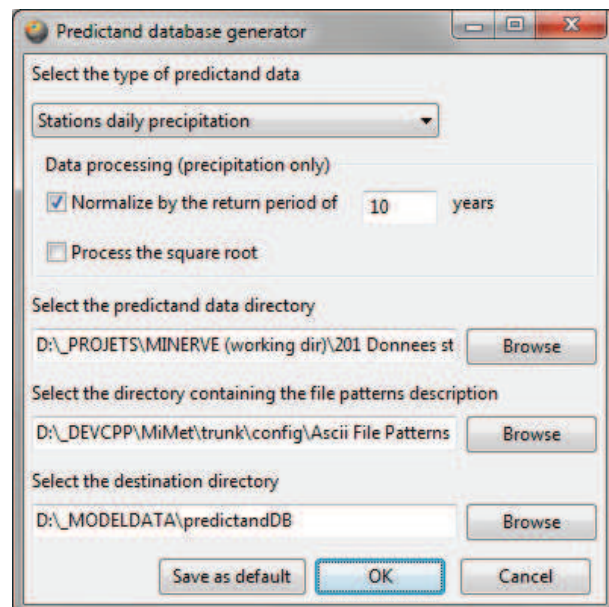 Predictand database generator
Select the type of predictand data
Stations daily precipitation
Data processing (precipitation only)
Normalize by the return period of 10 years
Process the square root
Select the predictand data directory
D:\_PROJETS\MINERVE (working dir)\201 Donnees st Browse
Select the directory containing the file patterns description
D:\_DEVCPP\MiMet\trunk\config\Ascii File Patterns Browse
Select the destination directory
D:\_MODELDATA\predictandDB Browse
Save as default OK Cancel